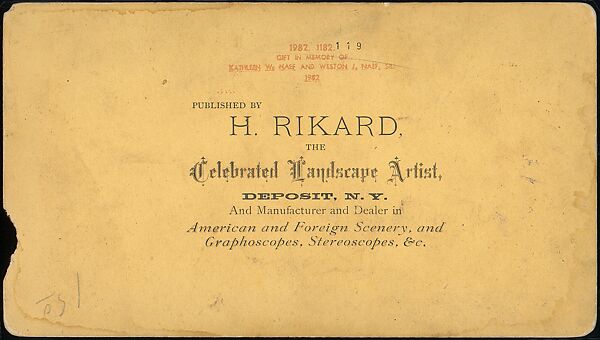 1982. 1182.119
GIFT IN MEMORY OF
KATHLEEN W. NAEF AND WESTON J. NAEF, SR.
1982
PUBLISHED BY
H. RIKARD,
THE
Celebrated Landscape Artist,
DEPOSIT, N. Y.
And Manufacturer and Dealer in
American and Foreign Scenery, and
Graphoscopes, Stereoscopes, &c.